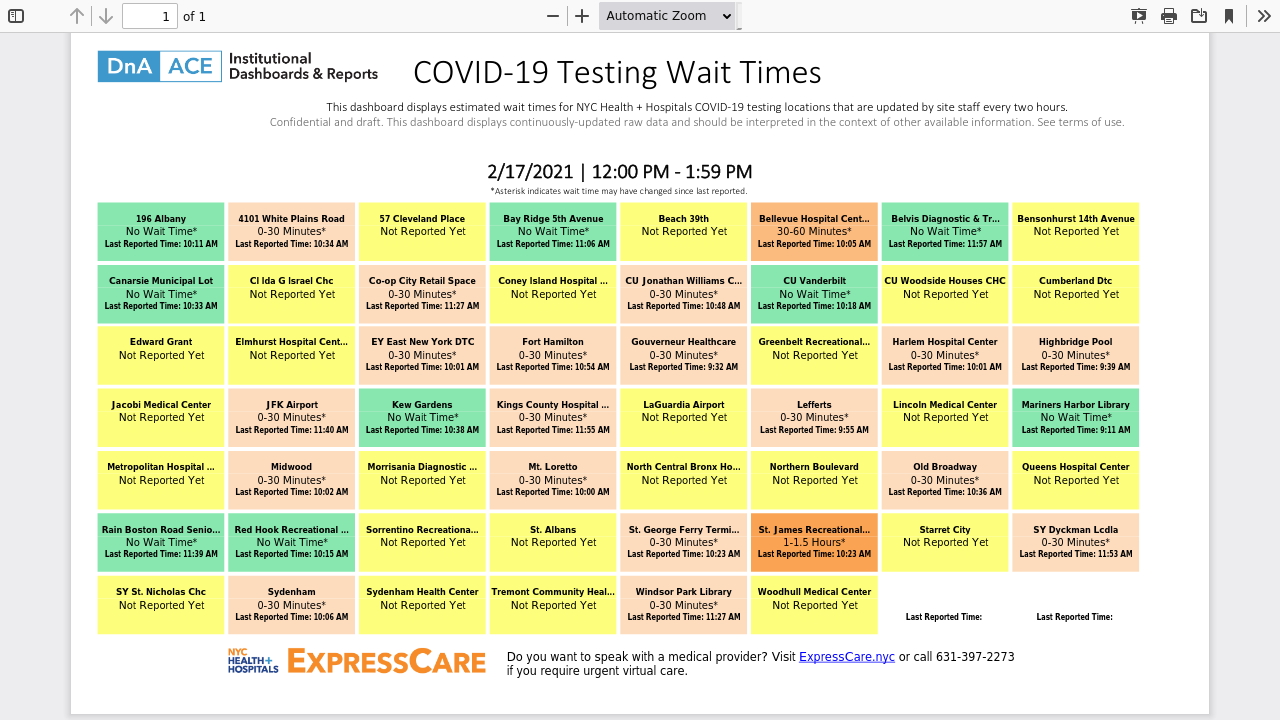 1 of 1 Automatic Zoom
DnA ACE Institutional Dashboards & Reports
COVID-19 Testing Wait Times
This dashboard displays estimated wait times for NYC Health + Hospitals COVID-19 testing locations that are updated by site staff every two hours.
Confidential and draft. This dashboard displays continuously-updated raw data and should be interpreted in the context of other available information. See terms of use.
2/17/2021 | 12:00 PM - 1:59 PM
*Asterisk indicates wait time may have changed since last reported.
196 Albany
No Wait Time*
Last Reported Time: 10:11 AM
4101 White Plains Road
0-30 Minutes*
Last Reported Time: 10:34 AM
57 Cleveland Place
Not Reported Yet
Bay Ridge 5th Avenue
No Wait Time*
Last Reported Time: 11:06 AM
Beach 39th
Not Reported Yet
Bellevue Hospital Cent...
30-60 Minutes*
Last Reported Time: 10:05 AM
Belvis Diagnostic & Tr...
No Wait Time*
Last Reported Time: 11:57 AM
Bensonhurst 14th Avenue
Not Reported Yet
Canarsie Municipal Lot
No Wait Time*
Last Reported Time: 10:33 AM
Cl Ida G Israel Chc
Not Reported Yet
Co-op City Retail Space
0-30 Minutes*
Last Reported Time: 11:27 AM
Coney Island Hospital ...
Not Reported Yet
CU Jonathan Williams C...
0-30 Minutes*
Last Reported Time: 10:48 AM
CU Vanderbilt
No Wait Time*
Last Reported Time: 10:18 AM
CU Woodside Houses CHC
Not Reported Yet
Cumberland Dtc
Not Reported Yet
Edward Grant
Not Reported Yet
Elmhurst Hospital Cent...
Not Reported Yet
EY East New York DTC
0-30 Minutes*
Last Reported Time: 10:01 AM
Fort Hamilton
0-30 Minutes*
Last Reported Time: 10:54 AM
Gouverneur Healthcare
0-30 Minutes*
Last Reported Time: 9:32 AM
Greenbelt Recreational...
Not Reported Yet
Harlem Hospital Center
0-30 Minutes*
Last Reported Time: 10:01 AM
Highbridge Pool
0-30 Minutes*
Last Reported Time: 9:39 AM
Jacobi Medical Center
Not Reported Yet
JFK Airport
0-30 Minutes*
Last Reported Time: 11:40 AM
Kew Gardens
No Wait Time*
Last Reported Time: 10:38 AM
Kings County Hospital ...
0-30 Minutes*
Last Reported Time: 11:55 AM
LaGuardia Airport
Not Reported Yet
Lefferts
0-30 Minutes*
Last Reported Time: 9:55 AM
Lincoln Medical Center
Not Reported Yet
Mariners Harbor Library
No Wait Time*
Last Reported Time: 9:11 AM
Metropolitan Hospital ...
Not Reported Yet
Midwood
0-30 Minutes*
Last Reported Time: 10:02 AM
Morrisania Diagnostic ...
Not Reported Yet
Mt. Loretto
0-30 Minutes*
Last Reported Time: 10:00 AM
North Central Bronx Ho...
Not Reported Yet
Northern Boulevard
Not Reported Yet
Old Broadway
0-30 Minutes*
Last Reported Time: 10:36 AM
Queens Hospital Center
Not Reported Yet
Rain Boston Road Senio...
No Wait Time*
Last Reported Time: 11:39 AM
Red Hook Recreational ...
No Wait Time*
Last Reported Time: 10:15 AM
Sorrentino Recreationa...
Not Reported Yet
St. Albans
Not Reported Yet
St. George Ferry Termi...
0-30 Minutes*
Last Reported Time: 10:23 AM
St. James Recreational...
1-1.5 Hours*
Last Reported Time: 10:23 AM
Starret City
Not Reported Yet
SY Dyckman Lcdla
0-30 Minutes*
Last Reported Time: 11:53 AM
SY St. Nicholas Chc
Not Reported Yet
Sydenham
0-30 Minutes*
Last Reported Time: 10:06 AM
Sydenham Health Center
Not Reported Yet
Tremont Community Heal...
Not Reported Yet
Windsor Park Library
0-30 Minutes*
Last Reported Time: 11:27 AM
Woodhull Medical Center
Not Reported Yet
Last Reported Time:
Last Reported Time:
NYC HEALTH+ HOSPITALS
EXPRESSCARE
Do you want to speak with a medical provider? Visit ExpressCare.nyc or call 631-397-2273
if you require urgent virtual care.